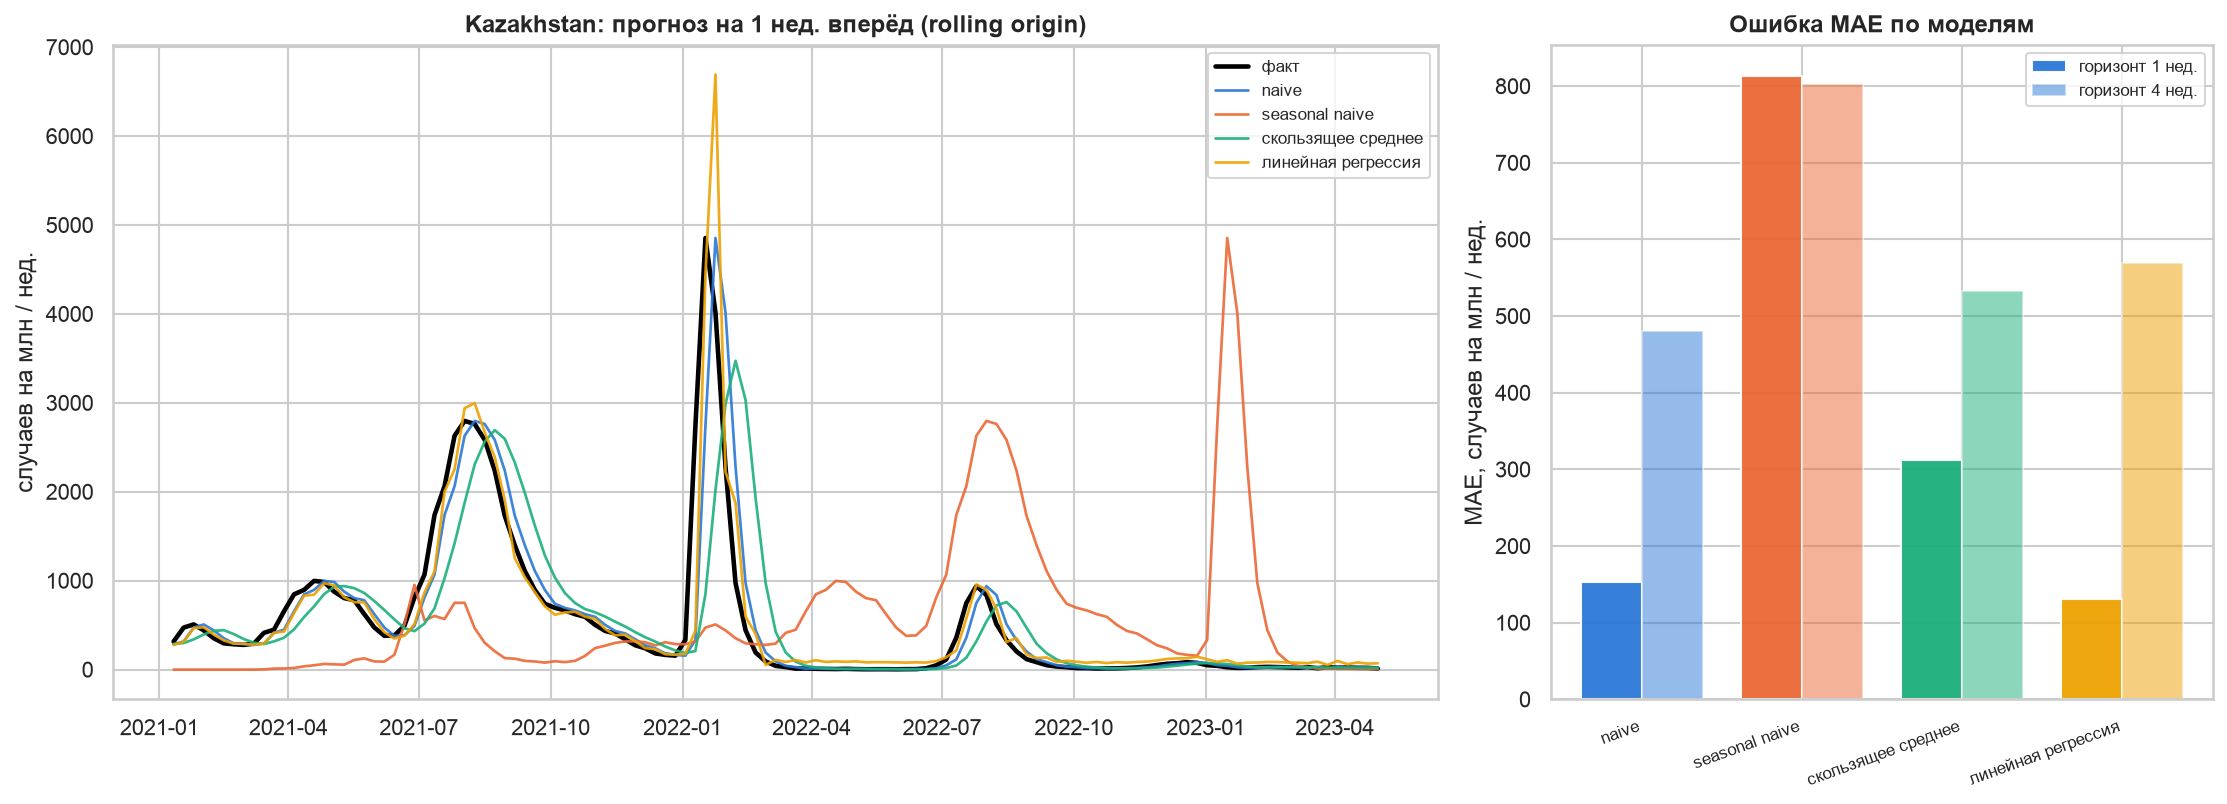 Kazakhstan: прогноз на 1 нед. вперёд (rolling origin)
случаев на млн / нед.
7000
6000
5000
4000
3000
2000
1000
0
2021-01
2021-04
2021-07
2021-10
2022-01
2022-04
2022-07
2022-10
2023-01
2023-04
факт
naive
seasonal naive
скользящее среднее
линейная регрессия
Ошибка MAE по моделям
MAE, случаев на млн / нед.
800
700
600
500
400
300
200
100
0
naive
seasonal naive
скользящее среднее
линейная регрессия
горизонт 1 нед.
горизонт 4 нед.